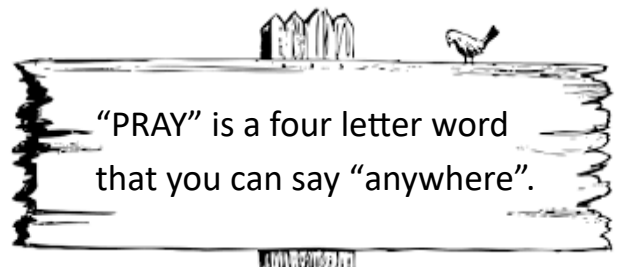 “PRAY” is a four letter word
that you can say “anywhere”.